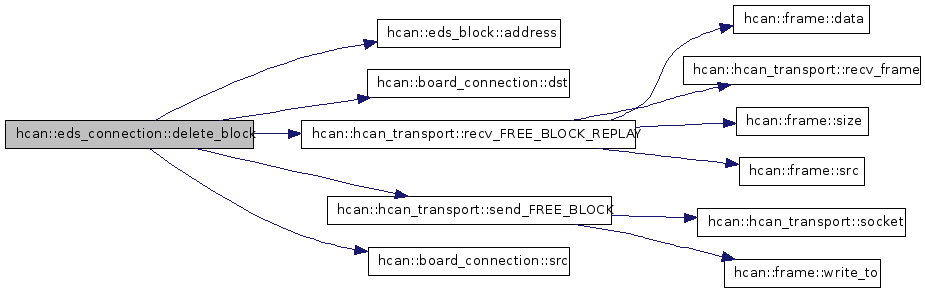 hcan::eds_connection::delete_block
hcan::eds_block::address
hcan::board_connection::dst
hcan::hcan_transport::recv_FREE_BLOCK_REPLAY
hcan::hcan_transport::send_FREE_BLOCK
hcan::board_connection::src
hcan::frame::data
hcan::hcan_transport::recv_frame
hcan::frame::size
hcan::frame::src
hcan::hcan_transport::socket
hcan::frame::write_to